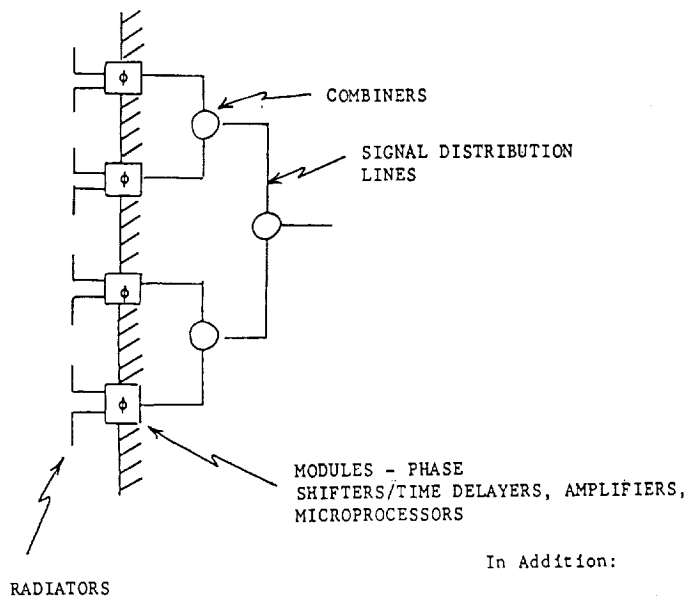 ϕ
COMBINERS
ϕ
SIGNAL DISTRIBUTION
LINES
ϕ
ϕ
MODULES - PHASE
SHIFTERS/TIME DELAYERS, AMPLIFIERS,
MICROPROCESSORS
In Addition:
RADIATORS